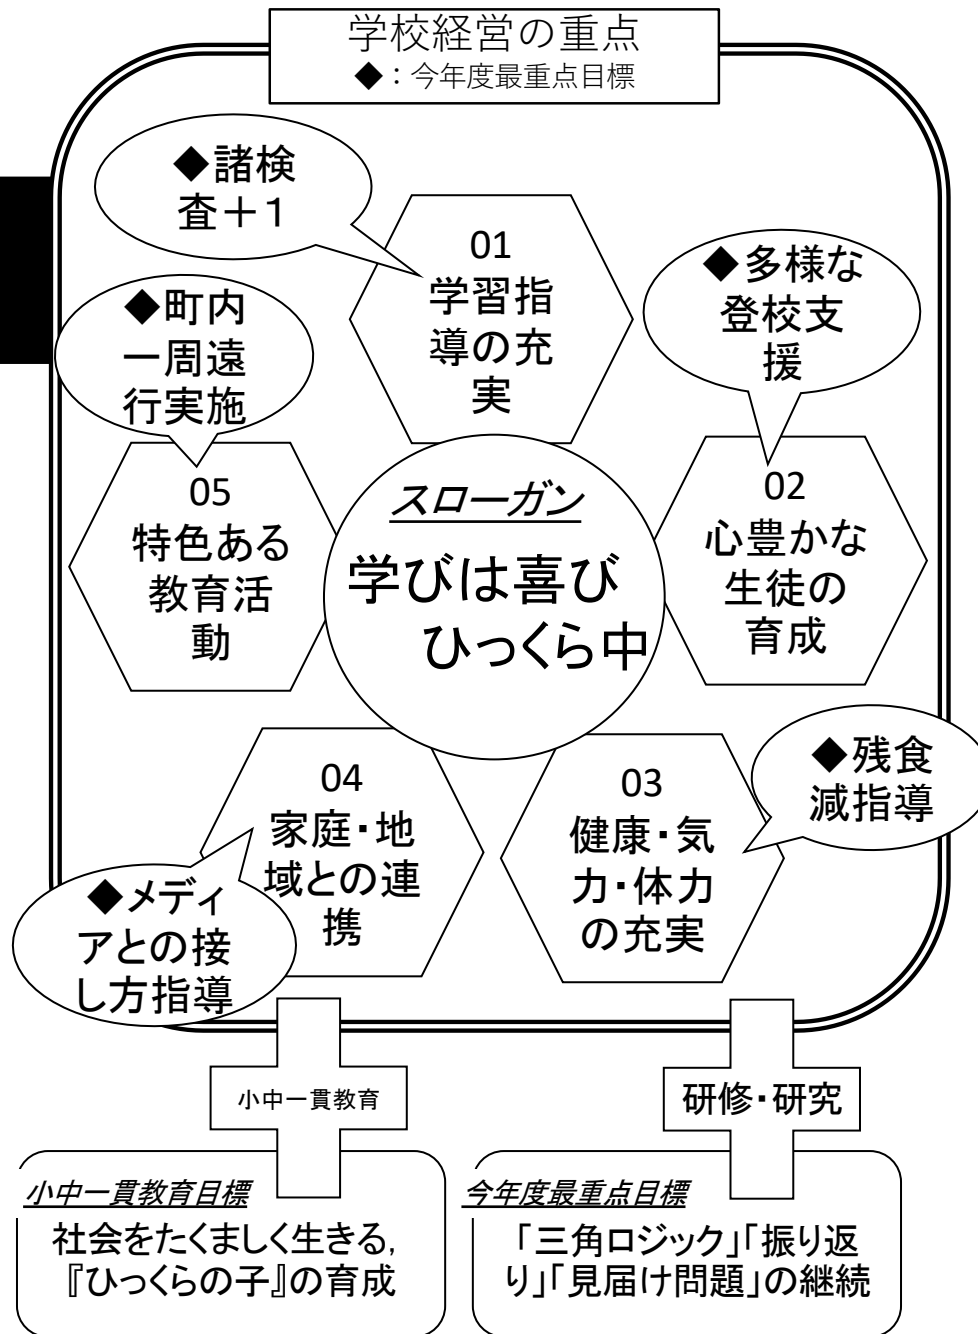 学校経営の重点
◆：今年度最重点目標
◆諸検
査＋１
01
学習指
導の充
実
◆多様な
登校支
援
02
心豊かな
生徒の
育成
◆町内
一周遠
行実施
05
特色ある
教育活
動
スローガン
学びは喜び
ひっくら中
◆残食
減指導
03
健康・気
力・体力
の充実
04
家庭・地
域との連
携
◆メディ
アとの接
し方指導
小中一貫教育
研修・研究
小中一貫教育目標
社会をたくましく生きる,
『ひっくらの子』の育成
今年度最重点目標
「三角ロジック」「振り返
り」「見届け問題」の継続